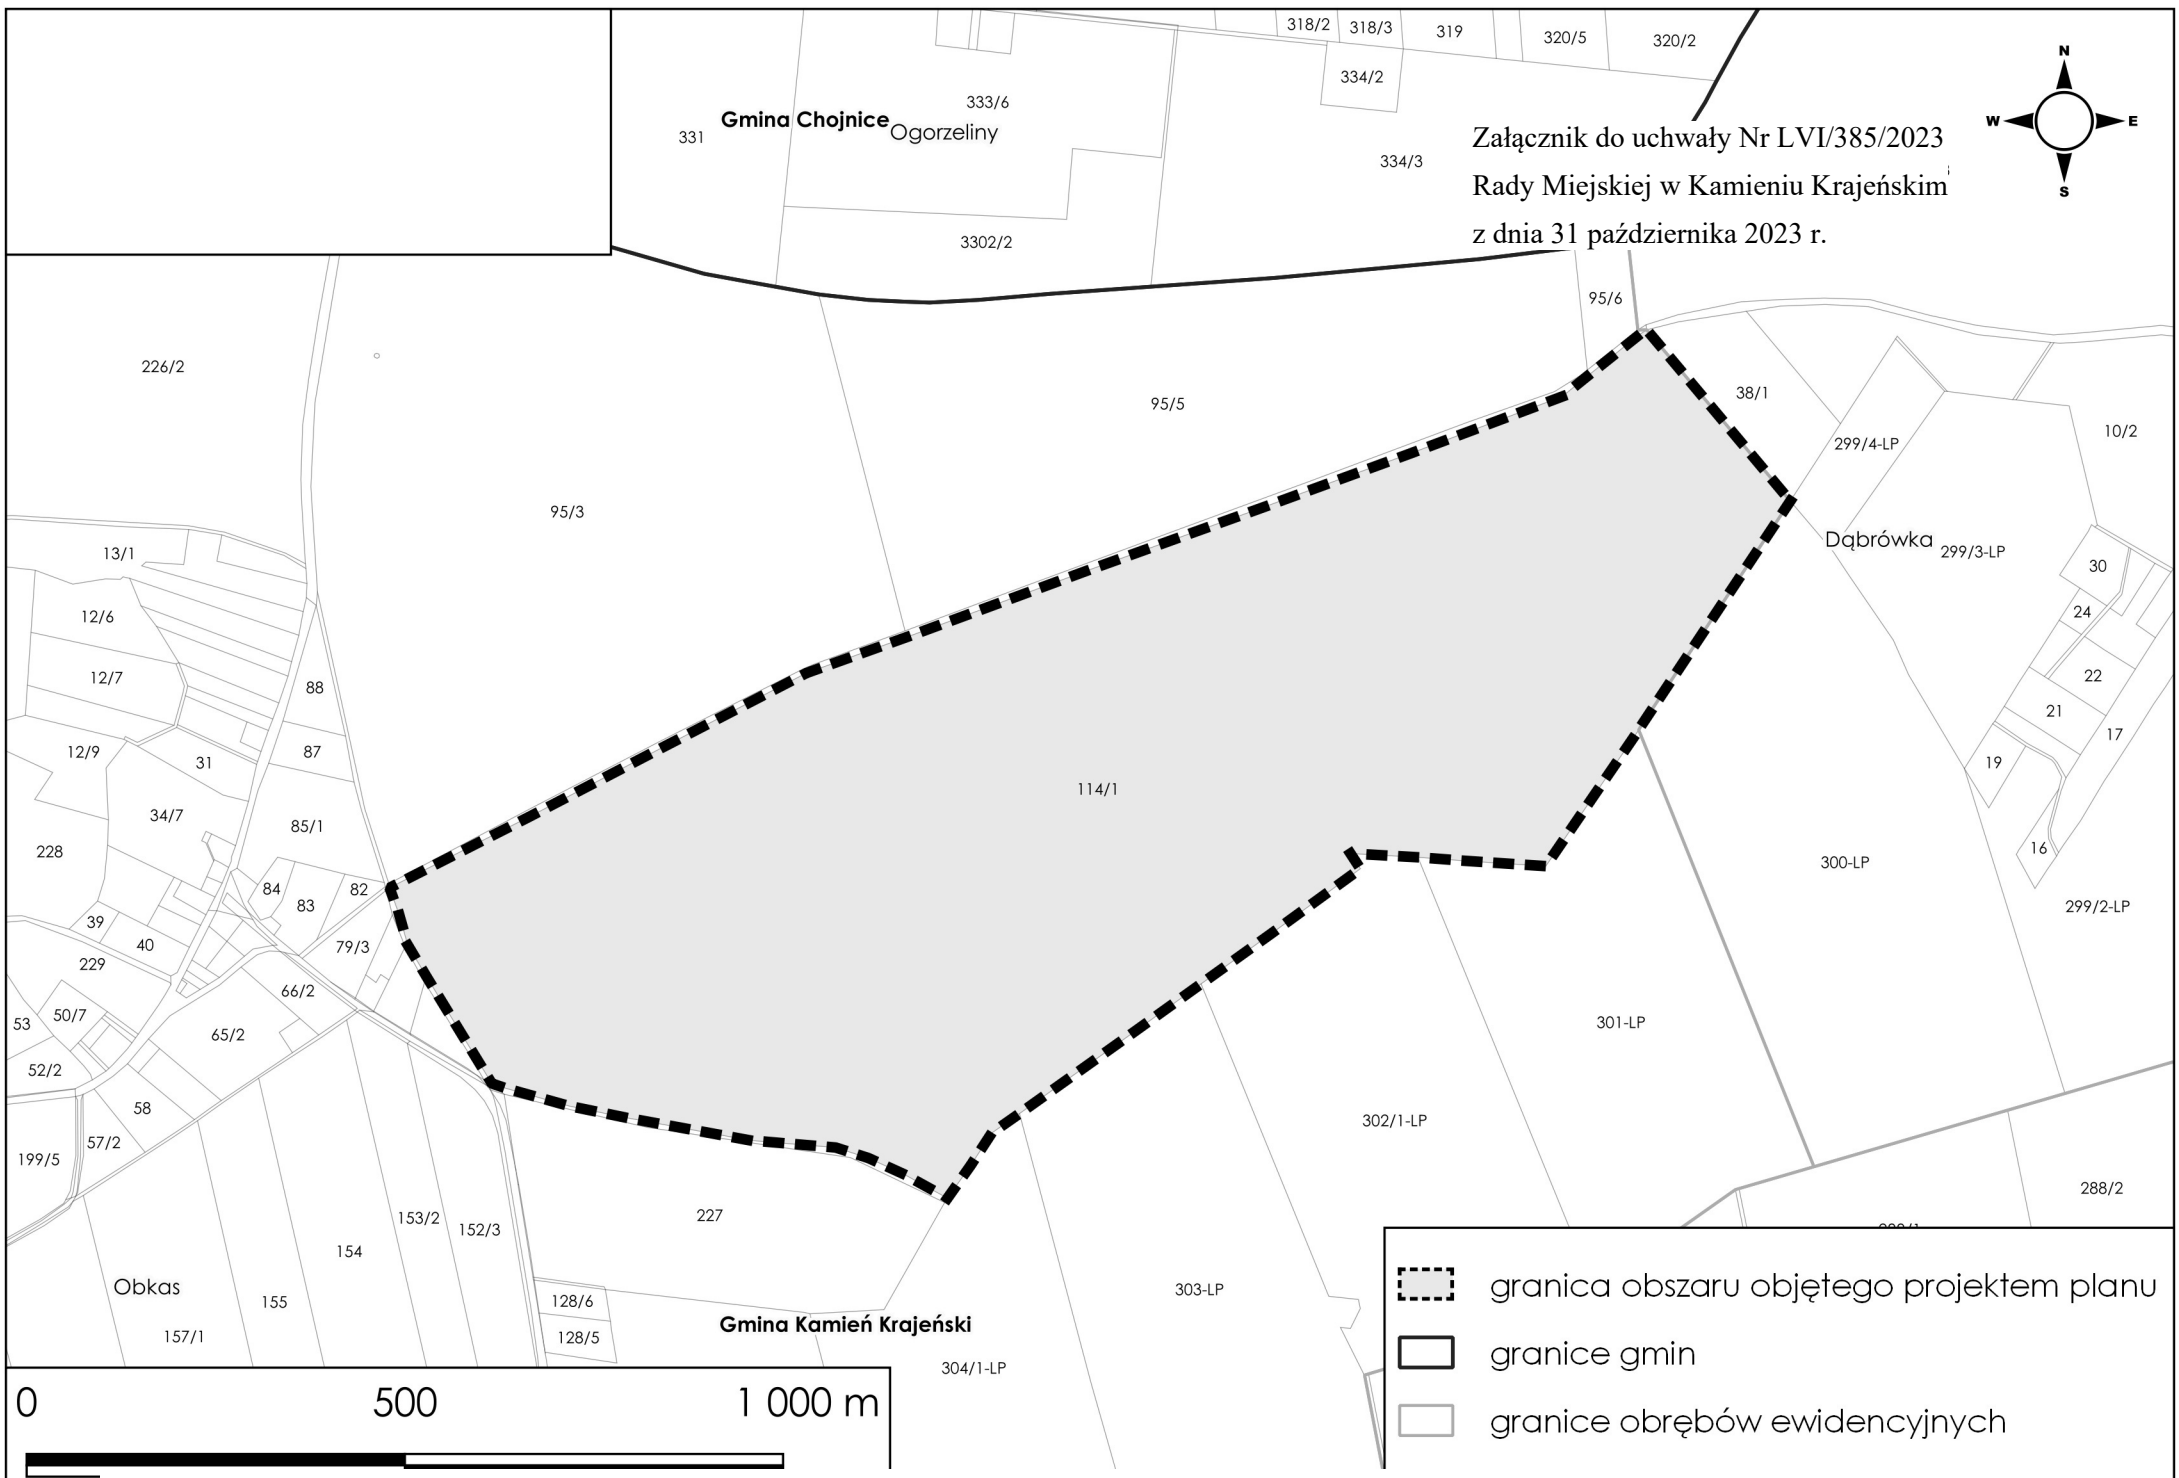 318/2
318/3
319
320/5
320/2
334/2
333/6
Gmina Chojnice
Ogorzeliny
331
334/3
3302/2
Załącznik do uchwały Nr LVI/385/2023
Rady Miejskiej w Kamieniu Krajeńskim
z dnia 31 października 2023 r.
N
W
E
S
95/6
226/2
95/5
38/1
10/2
299/4-LP
95/3
Dąbrówka
299/3-LP
13/1
30
12/6
24
12/7
22
88
21
17
12/9
87
31
19
114/1
34/7
85/1
228
16
300-LP
84
82
83
299/2-LP
39
40
79/3
229
66/2
53
50/7
65/2
301-LP
52/2
58
57/2
302/1-LP
199/5
288/2
227
153/2
152/3
154
Obkas
155
157/1
128/6
128/5
303-LP
Gmina Kamień Krajeński
304/1-LP
granica obszaru objętego projektem planu
granice gmin
granice obrębów ewidencyjnych
0
500
1 000 m